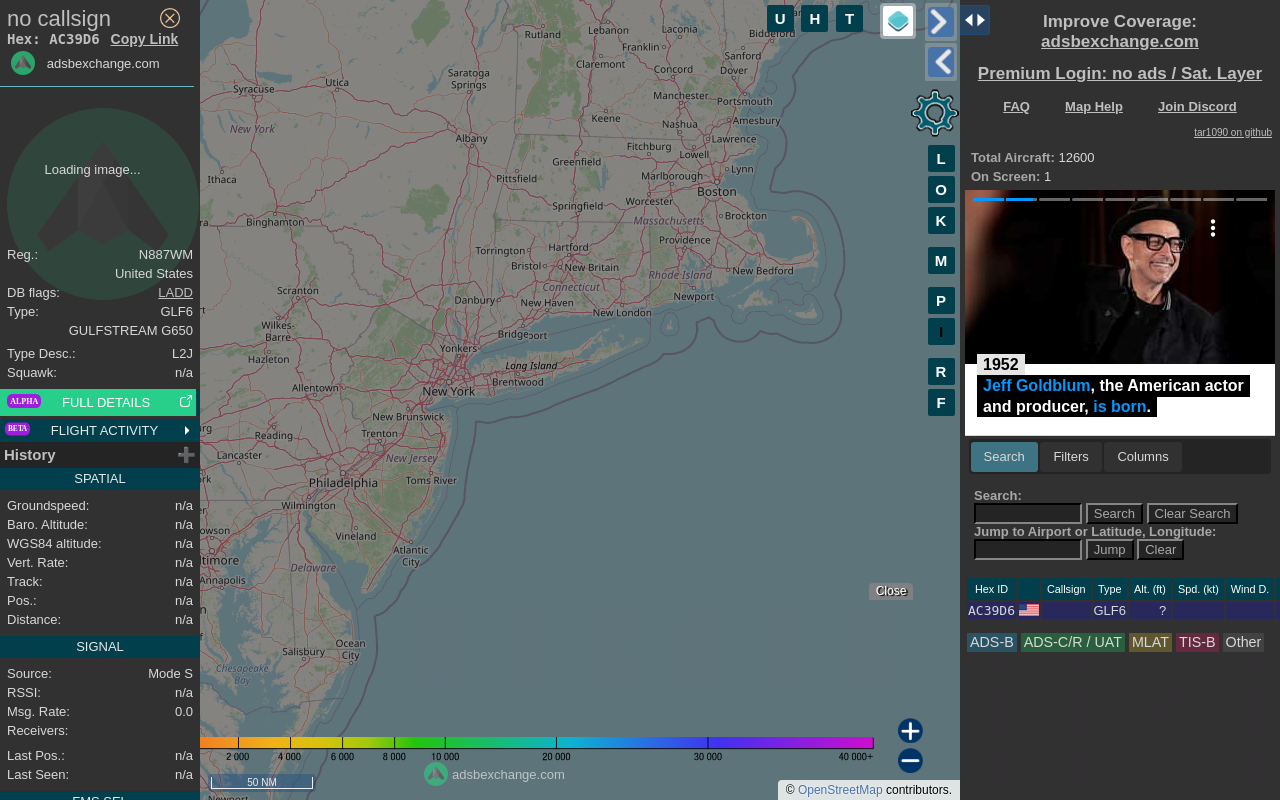 no callsign
Hex: AC39D6 Copy Link
adsbexchange.com
Loading image...
Reg.: N887WM
United States
DB flags: LADD
Type: GLF6
GULFSTREAM G650
Type Desc.: L2J
Squawk: n/a
ALPHA FULL DETAILS
BETA FLIGHT ACTIVITY
History
SPATIAL
Groundspeed: n/a
Baro. Altitude: n/a
WGS84 altitude: n/a
Vert. Rate: n/a
Track: n/a
Pos.: n/a
Distance: n/a
SIGNAL
Source: Mode S
RSSI: n/a
Msg. Rate: 0.0
Receivers:
Last Pos.: n/a
Last Seen: n/a
FMS SEL
U H T
L
O
K
M
P
I
R
F
Rutland
Lebanon
Laconia
Biddeford
Franklin
Sanford
Claremont
Concord
Dover
Saratoga
Springs
Utica
Syracuse
Manchester
Portsmouth
Keene
Nashua
Amesbury
New York
Albany
Fitchburg
Lawrence
Lowell
Greenfield
Ithaca
Pittsfield
Marlborough
Lynn
Boston
Worcester
Springfield
Massachusetts
Brockton
Binghamton
Torrington
Hartford
Providence
Bristol
New Britain
Rhode Island
New Bedford
Connecticut
Scranton
Danbury
New Haven
Newport
New London
Wilkes-
Barre
Bridgeport
Yonkers
Hazleton
Long Island
Brentwood
Allentown
New York
New Brunswick
Reading
Trenton
Lancaster
New Jersey
Toms River
Philadelphia
Wilmington
Vineland
Atlantic
City
Delaware
Annapolis
Ocean
City
Salisbury
Chesapeake
Bay
Close
2 000 4 000 6 000 8 000 10 000 20 000 30 000 40 000+
adsbexchange.com
50 NM
Newport
© OpenStreetMap contributors.
Improve Coverage:
adsbexchange.com
Premium Login: no ads / Sat. Layer
FAQ Map Help Join Discord
tar1090 on github
Total Aircraft: 12600
On Screen: 1
1952
Jeff Goldblum, the American actor
and producer, is born.
Search Filters Columns
Search:
Search Clear Search
Jump to Airport or Latitude, Longitude:
Jump Clear
Hex ID Callsign Type Alt. (ft) Spd. (kt) Wind D.
AC39D6 GLF6 ?
ADS-B ADS-C/R / UAT MLAT TIS-B Other